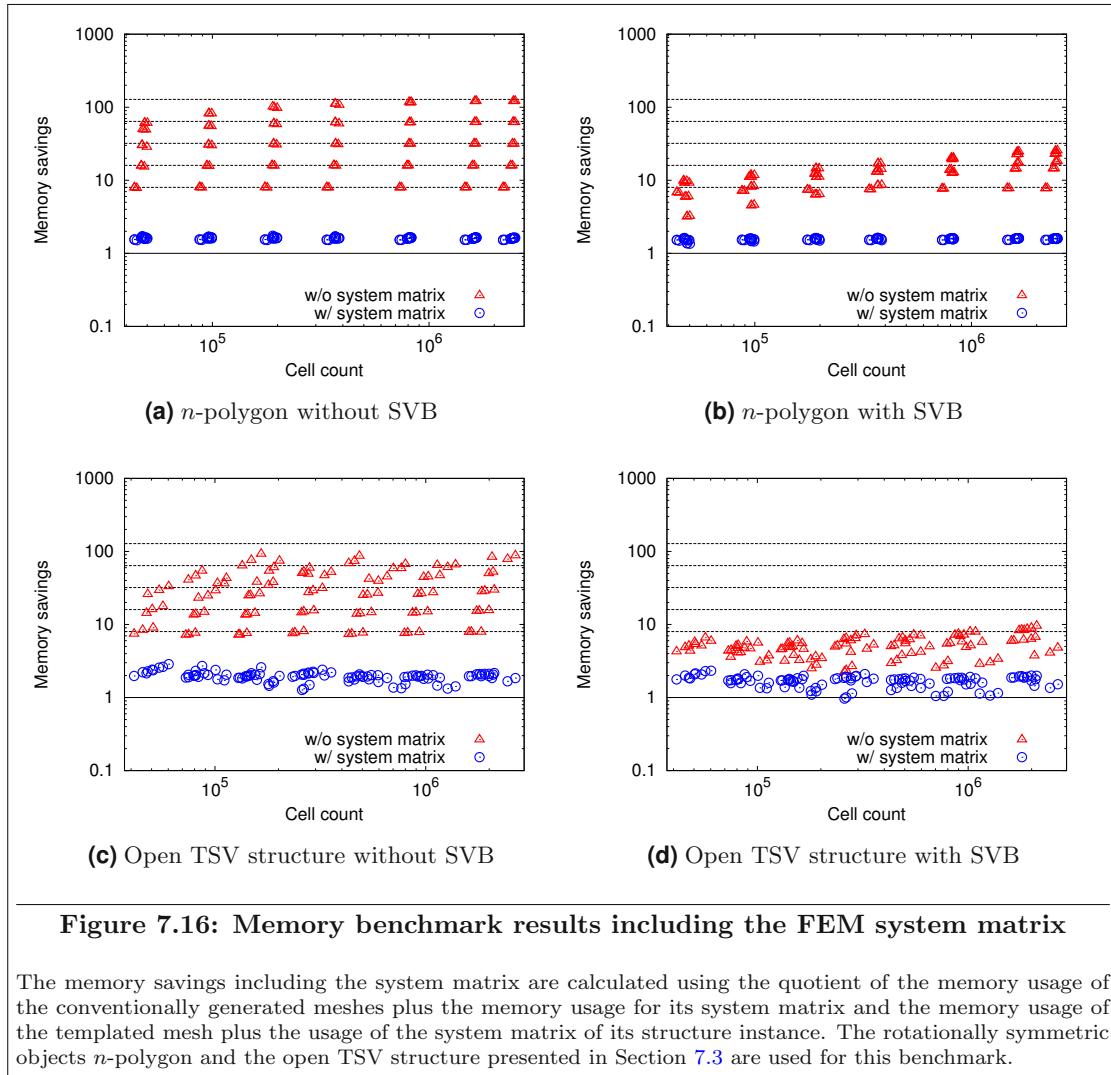 1000
100
10
1
0.1
Memory savings
w/o system matrix
w/ system matrix
10^5
10^6
Cell count
(a) n-polygon without SVB
1000
100
10
1
0.1
Memory savings
w/o system matrix
w/ system matrix
10^5
10^6
Cell count
(b) n-polygon with SVB
1000
100
10
1
0.1
Memory savings
w/o system matrix
w/ system matrix
10^5
10^6
Cell count
(c) Open TSV structure without SVB
1000
100
10
1
0.1
Memory savings
w/o system matrix
w/ system matrix
10^5
10^6
Cell count
(d) Open TSV structure with SVB
Figure 7.16: Memory benchmark results including the FEM system matrix
The memory savings including the system matrix are calculated using the quotient of the memory usage of
the conventionally generated meshes plus the memory usage for its system matrix and the memory usage of
the templated mesh plus the usage of the system matrix of its structure instance. The rotationally symmetric
objects n-polygon and the open TSV structure presented in Section 7.3 are used for this benchmark.